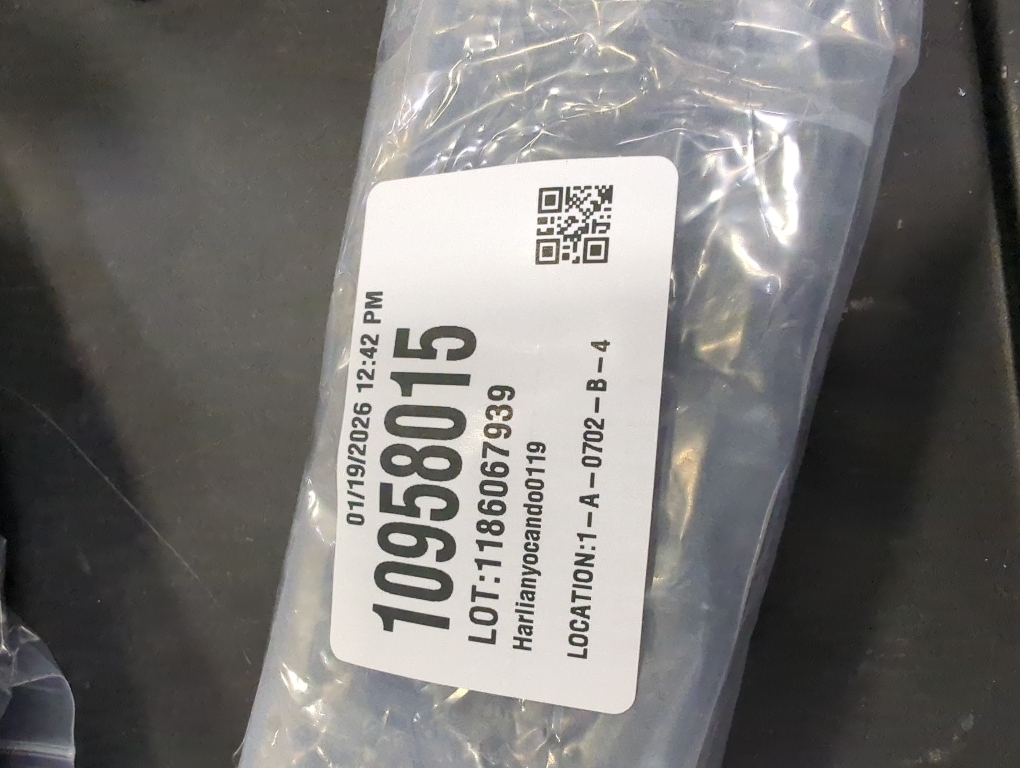 01/19/2026 12:42 PM
10958015
LOT:1186067939
Harlianyocando0119
LOCATION:1-A-0702-B-4